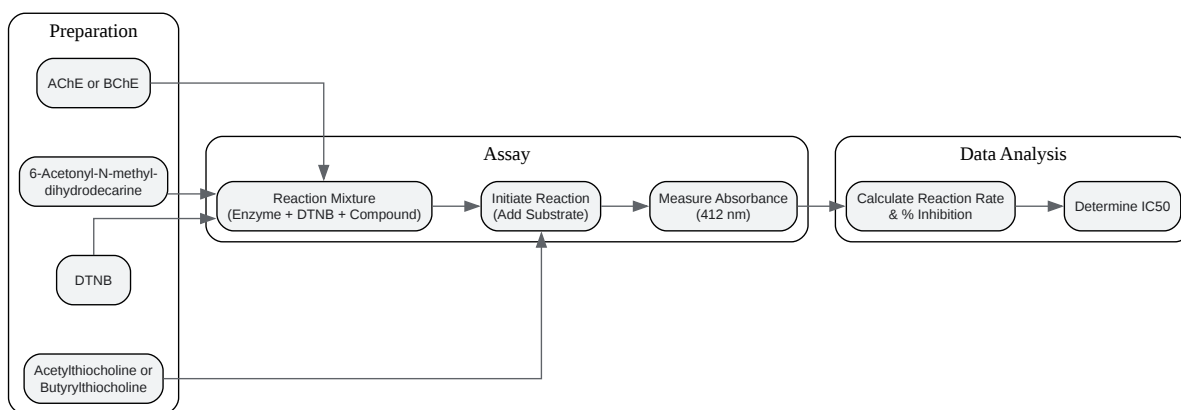 Preparation
AChE or BChE
6-Acetonyl-N-methyl-
dihydrodecarine
DTNB
Acetylthiocholine or
Butyrylthiocholine
Assay
Reaction Mixture
(Enzyme + DTNB + Compound)
Initiate Reaction
(Add Substrate)
Measure Absorbance
(412 nm)
Data Analysis
Calculate Reaction Rate
& % Inhibition
Determine IC50